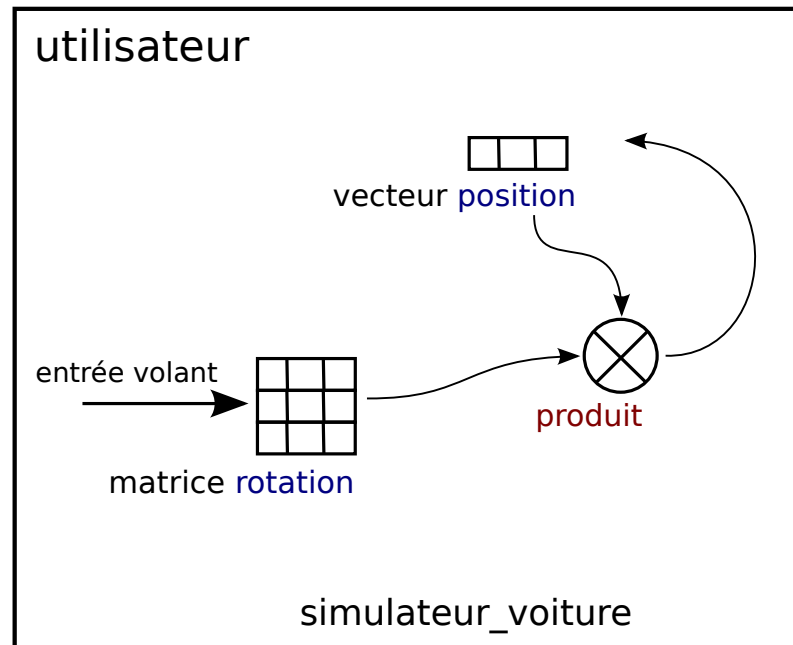 utilisateur
vecteur position
entrée volant
produit
matrice rotation
simulateur_voiture